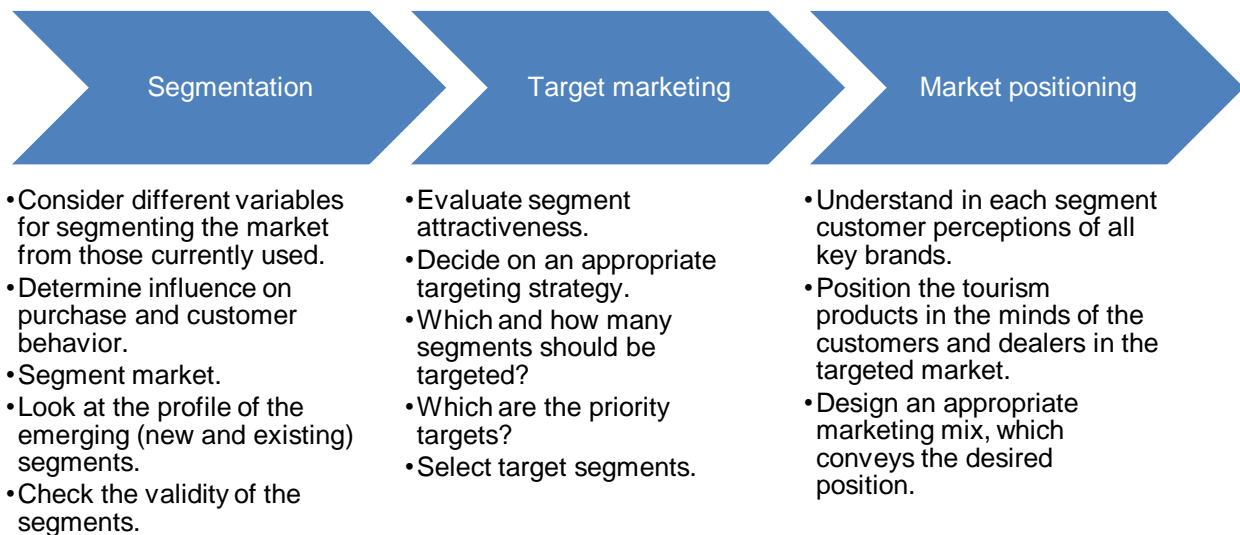 Segmentation
•Consider different variables
for segmenting the market
from those currently used.
•Determine influence on
purchase and customer
behavior.
•Segment market.
•Look at the profile of the
emerging (new and existing)
segments.
•Check the validity of the
segments.
Target marketing
•Evaluate segment
attractiveness.
•Decide on an appropriate
targeting strategy.
•Which and how many
segments should be
targeted?
•Which are the priority
targets?
•Select target segments.
Market positioning
•Understand in each segment
customer perceptions of all
key brands.
•Position the tourism
products in the minds of the
customers and dealers in the
targeted market.
•Design an appropriate
marketing mix, which
conveys the desired
position.